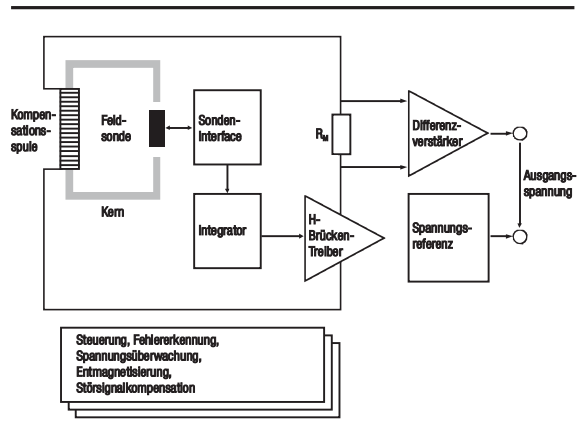 Kompen-
sations-
spule
Feld-
sonde
Kern
Sonden-
Interface
Integrator
H-
Brücken-
Treiber
RM
Differenz-
verstärker
Spannungs-
referenz
Ausgangs-
spannung
Steuerung, Fehlererkennung,
Spannungsüberwachung,
Entmagnetisierung,
Störsignalkompensation